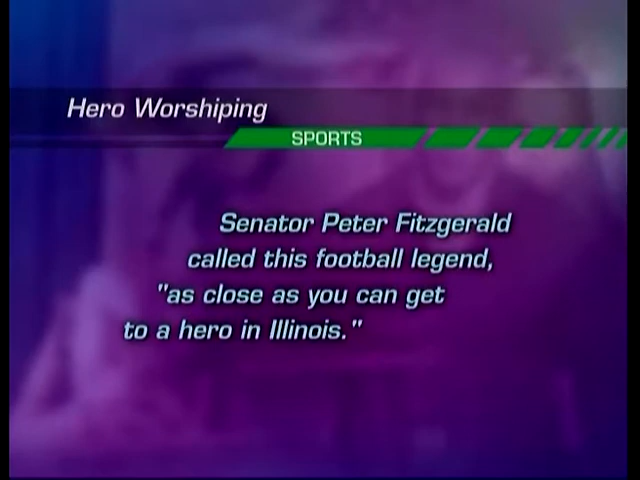 Hero Worshiping
SPORTS
Senator Peter Fitzgerald
called this football legend,
"as close as you can get
to a hero in Illinois."